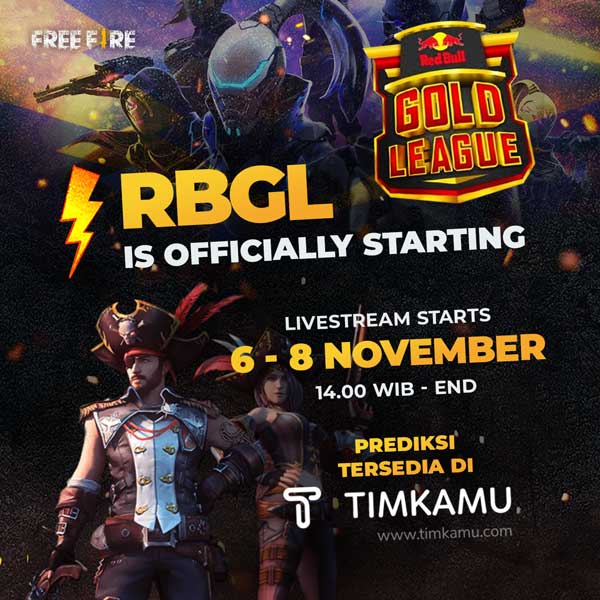 FREE FIRE
Red Bull
GOLD
LEAGUE
RBGL
IS OFFICIALLY STARTING
LIVESTREAM STARTS
6 - 8 NOVEMBER
14.00 WIB - END
PREDIKSI
TERSEDIA DI
TIMKAMU
www.timkamu.com